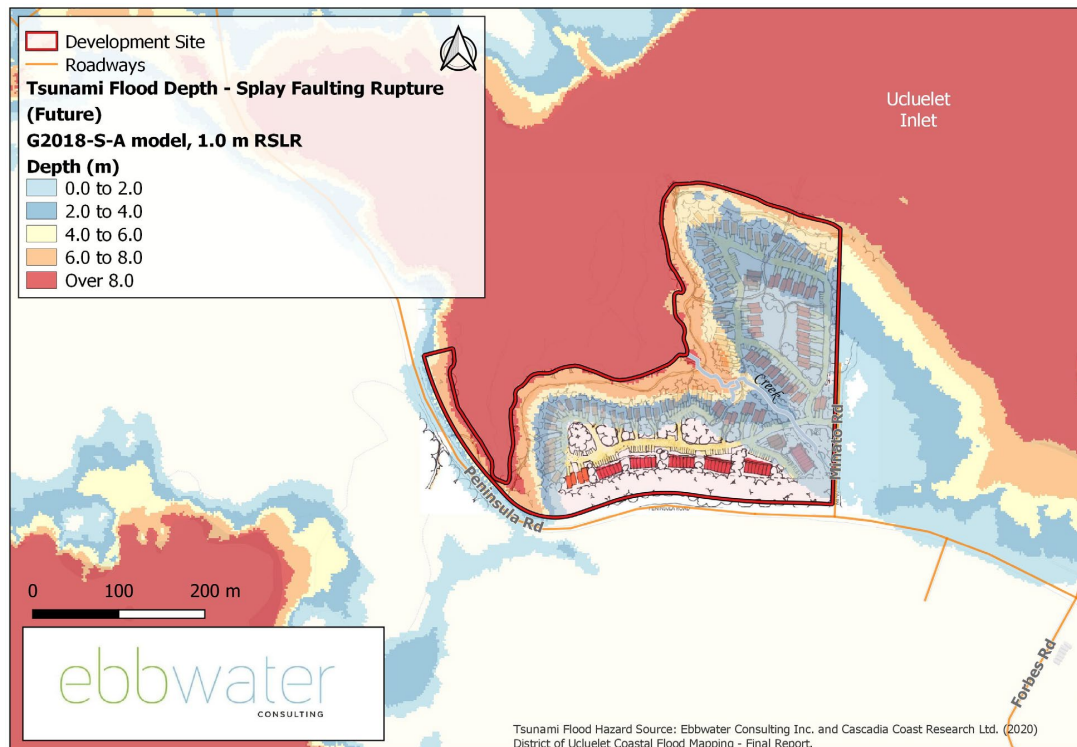 Development Site
Roadways
Tsunami Flood Depth - Splay Faulting Rupture
(Future)
G2018-S-A model, 1.0 m RSLR
Depth (m)
0.0 to 2.0
2.0 to 4.0
4.0 to 6.0
6.0 to 8.0
Over 8.0
Ucluelet
Inlet
Creek
Minato Rd
Peninsula Rd
Forbes Rd
0 100 200 m
ebbwater
CONSULTING
Tsunami Flood Hazard Source: Ebbwater Consulting Inc. and Cascadia Coast Research Ltd. (2020)
District of Ucluelet Coastal Flood Mapping - Final Report.